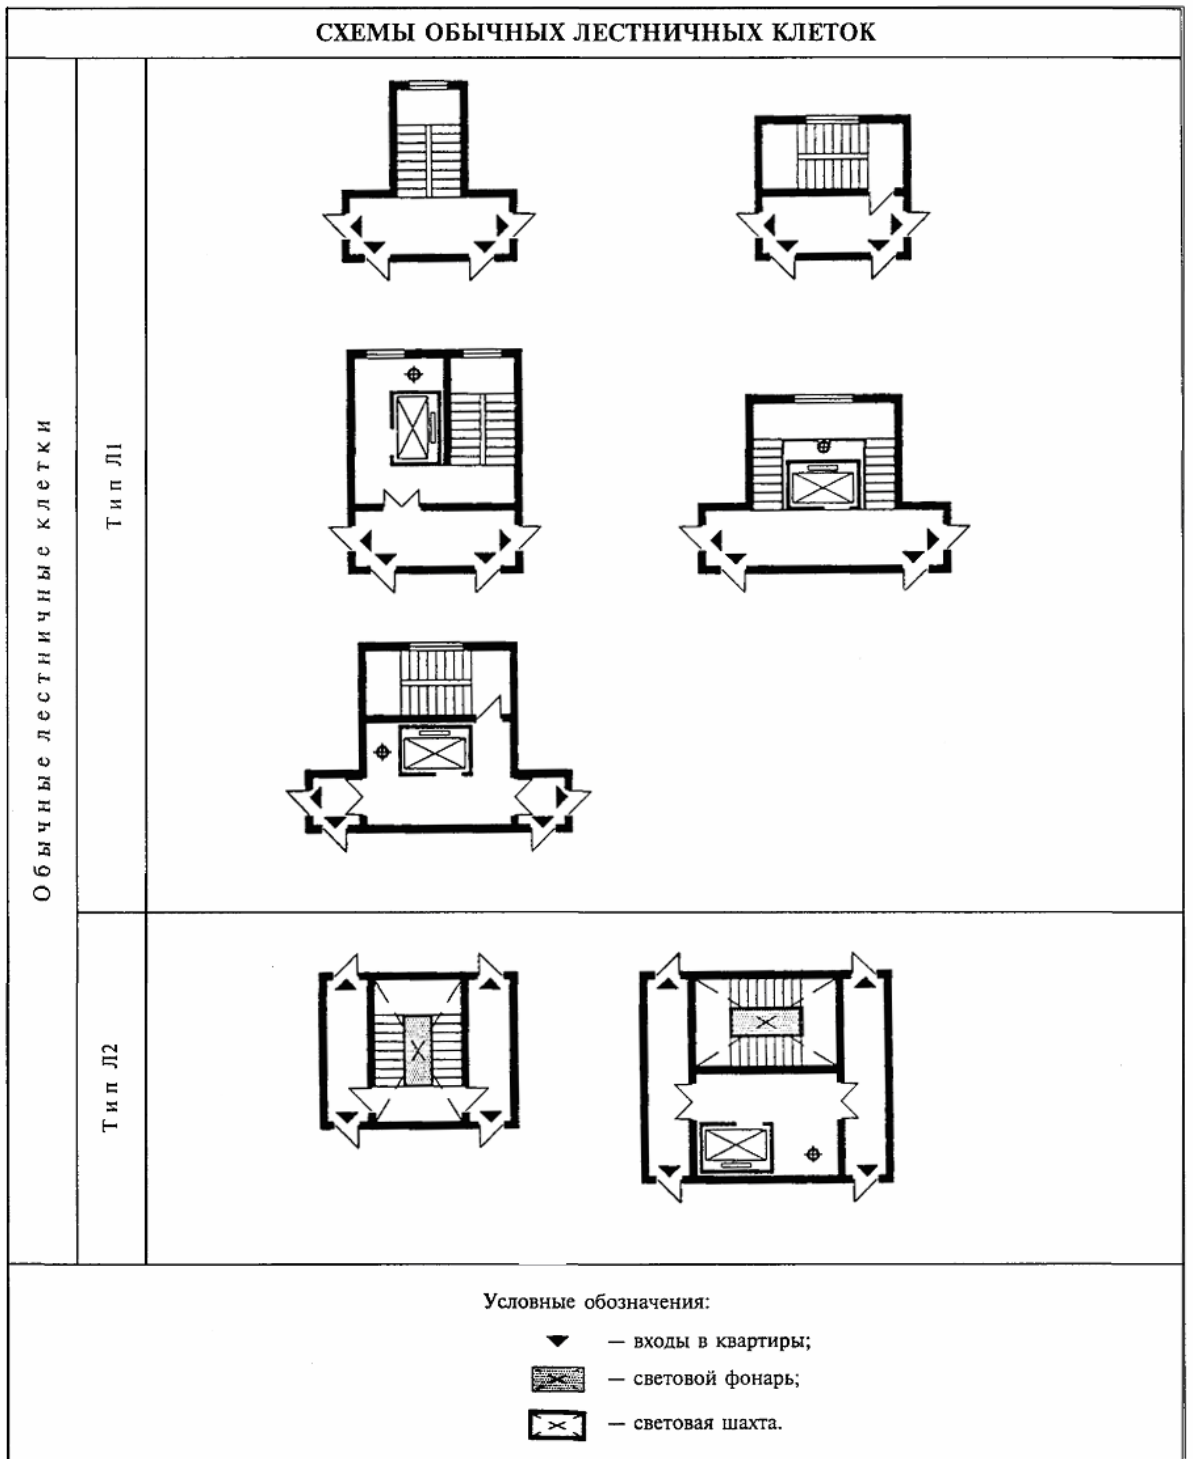 СХЕМЫ ОБЫЧНЫХ ЛЕСТНИЧНЫХ КЛЕТОК
Обычные лестничные клетки
Тип Л1
Тип Л2
Условные обозначения:
— входы в квартиры;
— световой фонарь;
— световая шахта.